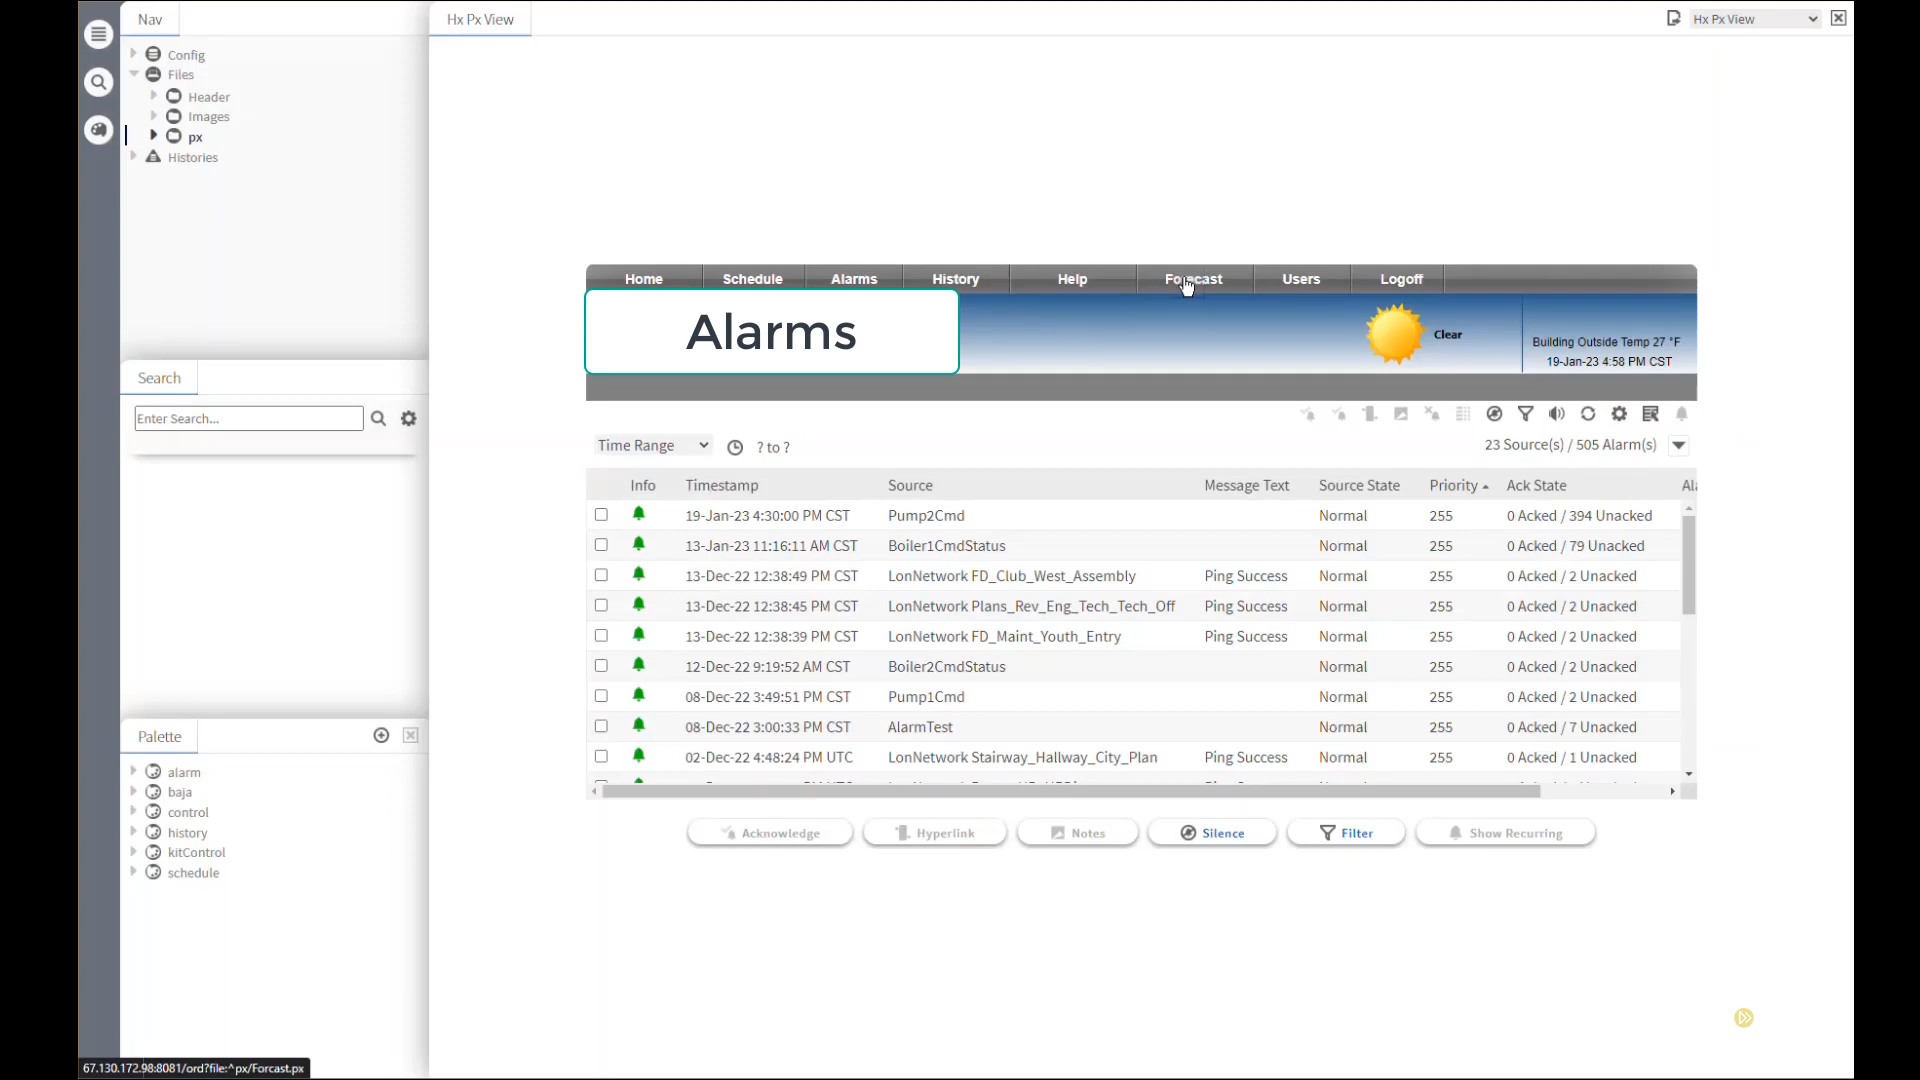 Nav
Hx Px View
Hx Px View
Config
Files
Header
Images
px
Histories
Home
Schedule
Alarms
History
Help
Forecast
Users
Logoff
Alarms
Clear
Building Outside Temp 27 °F
19-Jan-23 4:58 PM CST
Search
Enter Search...
Time Range
? to ?
23 Source(s) / 505 Alarm(s)
Info Timestamp Source Message Text Source State Priority Ack State
19-Jan-23 4:30:00 PM CST Pump2Cmd Normal 255 0 Acked / 394 Unacked
13-Jan-23 11:16:11 AM CST Boiler1CmdStatus Normal 255 0 Acked / 79 Unacked
13-Dec-22 12:38:49 PM CST LonNetwork FD_Club_West_Assembly Ping Success Normal 255 0 Acked / 2 Unacked
13-Dec-22 12:38:45 PM CST LonNetwork Plans_Rev_Eng_Tech_Tech_Off Ping Success Normal 255 0 Acked / 2 Unacked
13-Dec-22 12:38:39 PM CST LonNetwork FD_Maint_Youth_Entry Ping Success Normal 255 0 Acked / 2 Unacked
12-Dec-22 9:19:52 AM CST Boiler2CmdStatus Normal 255 0 Acked / 2 Unacked
08-Dec-22 3:49:51 PM CST Pump1Cmd Normal 255 0 Acked / 2 Unacked
08-Dec-22 3:00:33 PM CST AlarmTest Normal 255 0 Acked / 7 Unacked
02-Dec-22 4:48:24 PM UTC LonNetwork Stairway_Hallway_City_Plan Ping Success Normal 255 0 Acked / 1 Unacked
Acknowledge
Hyperlink
Notes
Silence
Filter
Show Recurring
Palette
alarm
baja
control
history
kitControl
schedule
67.130.172.98:8081/ord?file:^px/Forcast.px